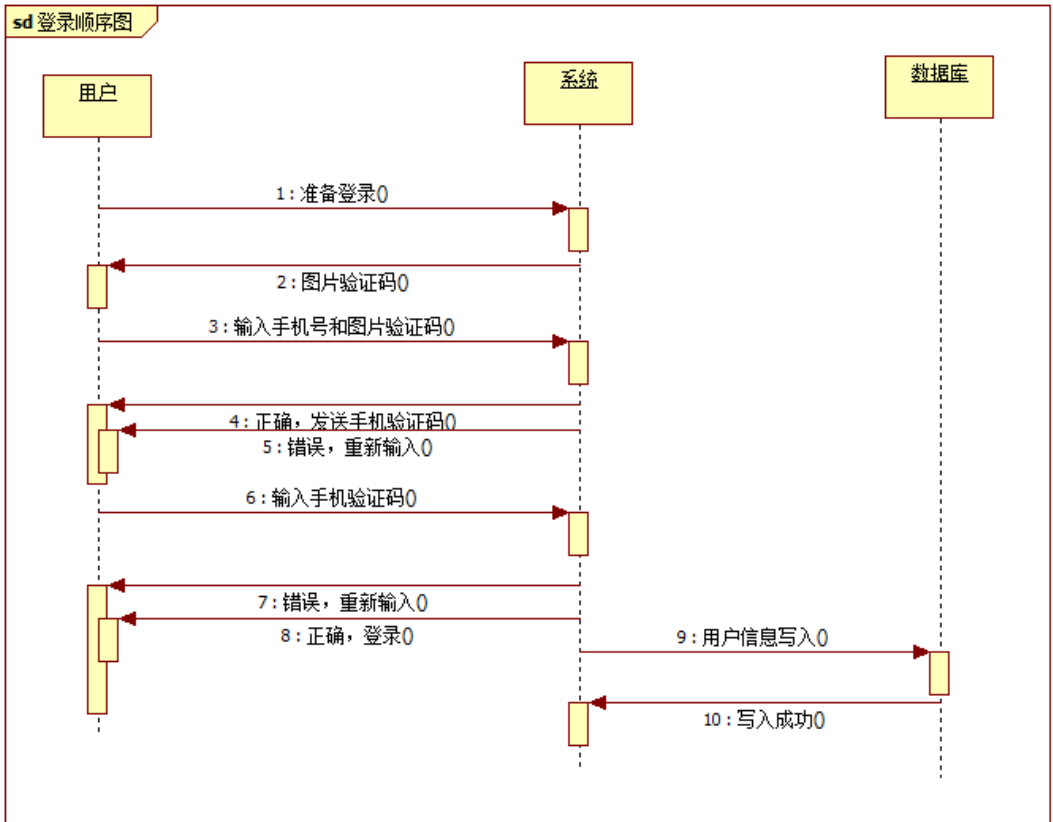 sd 登录顺序图
用户
系统
数据库
1 : 准备登录()
2 : 图片验证码()
3 : 输入手机号和图片验证码()
4 : 正确，发送手机验证码()
5 : 错误，重新输入()
6 : 输入手机验证码()
7 : 错误，重新输入()
8 : 正确，登录()
9 : 用户信息写入()
10 : 写入成功()